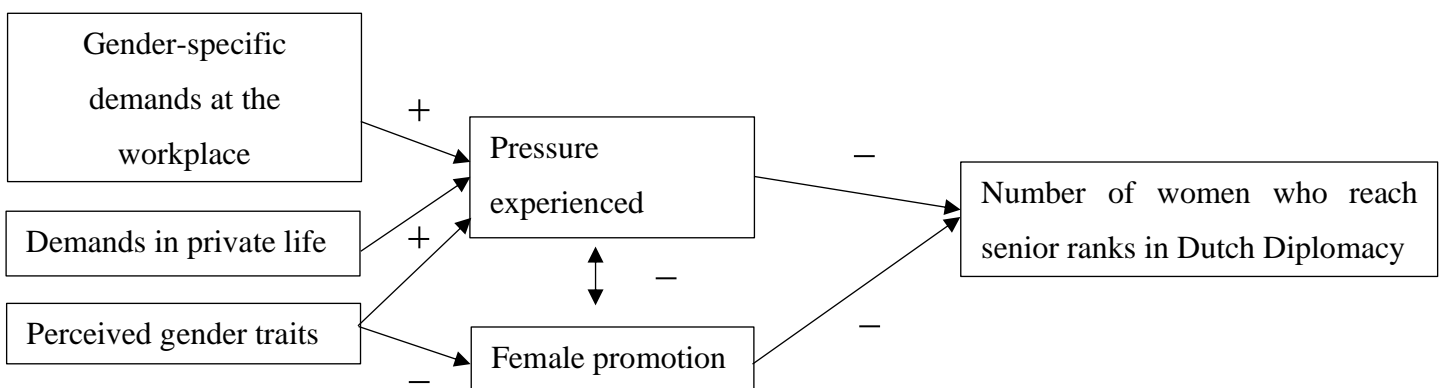 Gender-specific
demands at the
workplace
+
Pressure
experienced
–
Number of women who reach
senior ranks in Dutch Diplomacy
Demands in private life
+
–
Perceived gender traits
–
Female promotion
–